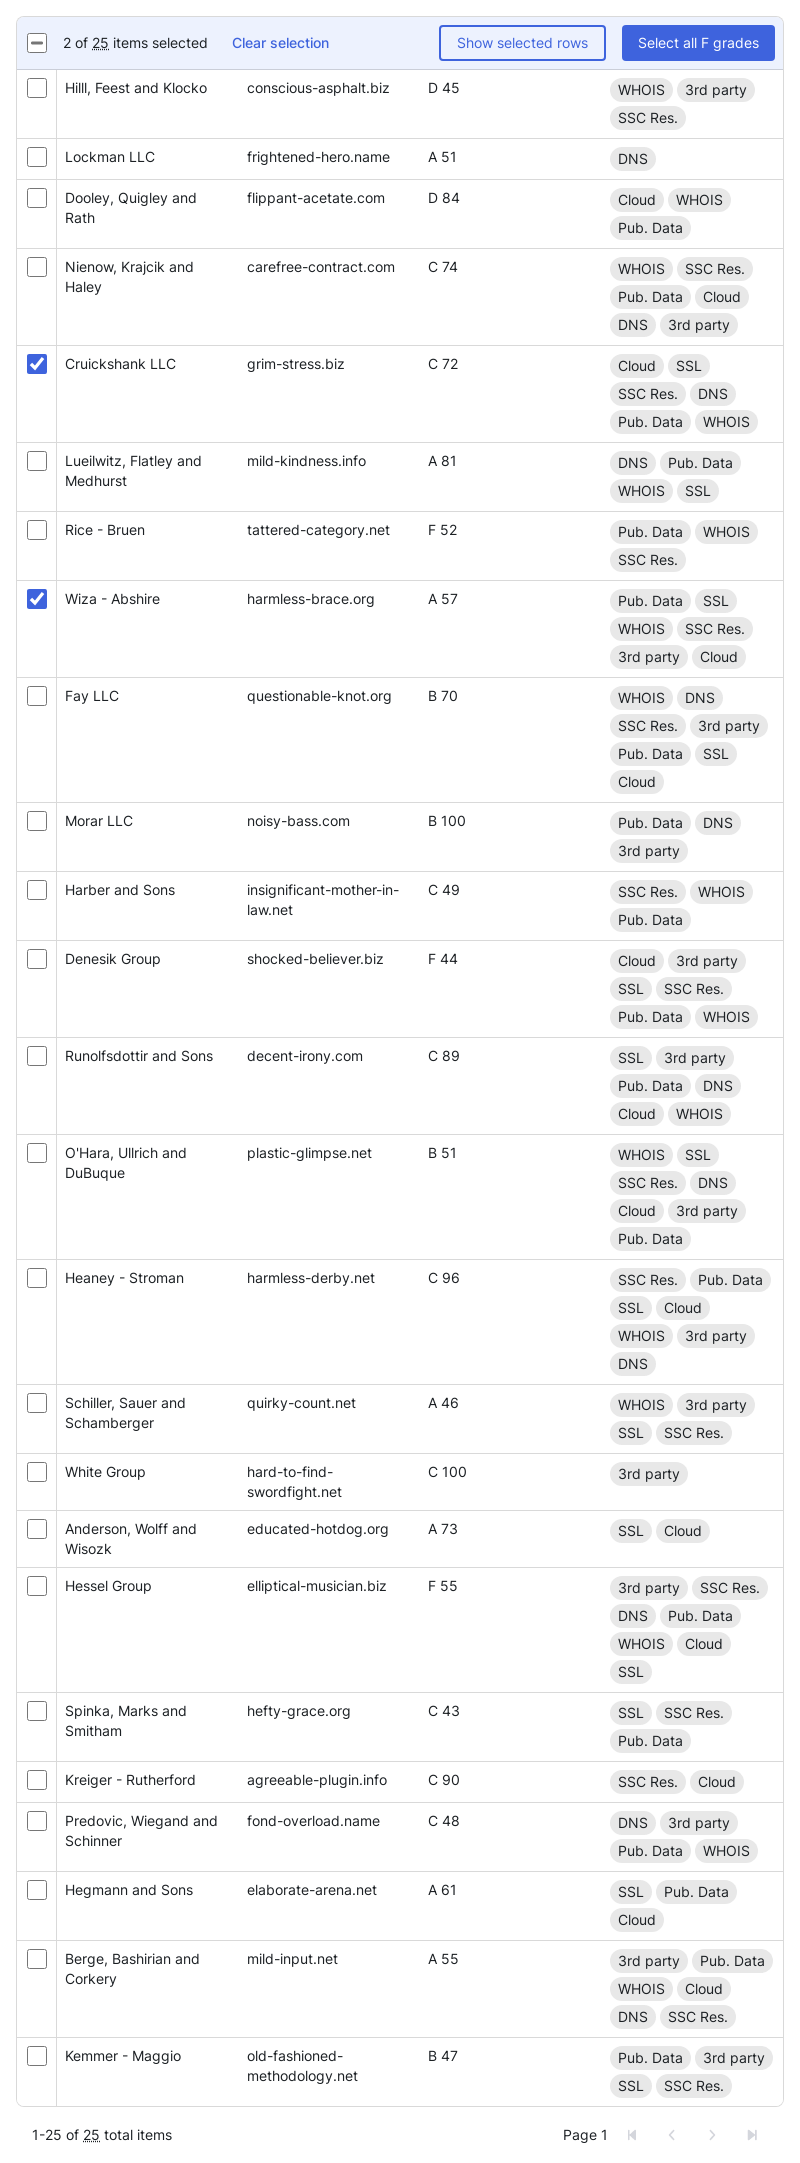 2 of 25 items selected Clear selection Show selected rows Select all F grades
Hilll, Feest and Klocko conscious-asphalt.biz D 45 WHOIS 3rd party
SSC Res.
Lockman LLC frightened-hero.name A 51 DNS
Dooley, Quigley and flippant-acetate.com D 84 Cloud WHOIS
Rath Pub. Data
Nienow, Krajcik and carefree-contract.com C 74 WHOIS SSC Res.
Haley Pub. Data Cloud
DNS 3rd party
Cruickshank LLC grim-stress.biz C 72 Cloud SSL
SSC Res. DNS
Pub. Data WHOIS
Lueilwitz, Flatley and mild-kindness.info A 81 DNS Pub. Data
Medhurst WHOIS SSL
Rice - Bruen tattered-category.net F 52 Pub. Data WHOIS
SSC Res.
Wiza - Abshire harmless-brace.org A 57 Pub. Data SSL
WHOIS SSC Res.
3rd party Cloud
Fay LLC questionable-knot.org B 70 WHOIS DNS
SSC Res. 3rd party
Pub. Data SSL
Cloud
Morar LLC noisy-bass.com B 100 Pub. Data DNS
3rd party
Harber and Sons insignificant-mother-in- C 49 SSC Res. WHOIS
law.net Pub. Data
Denesik Group shocked-believer.biz F 44 Cloud 3rd party
SSL SSC Res.
Pub. Data WHOIS
Runolfsdottir and Sons decent-irony.com C 89 SSL 3rd party
Pub. Data DNS
Cloud WHOIS
O'Hara, Ullrich and plastic-glimpse.net B 51 WHOIS SSL
DuBuque SSC Res. DNS
Cloud 3rd party
Pub. Data
Heaney - Stroman harmless-derby.net C 96 SSC Res. Pub. Data
SSL Cloud
WHOIS 3rd party
DNS
Schiller, Sauer and quirky-count.net A 46 WHOIS 3rd party
Schamberger SSL SSC Res.
White Group hard-to-find- C 100 3rd party
swordfight.net
Anderson, Wolff and educated-hotdog.org A 73 SSL Cloud
Wisozk
Hessel Group elliptical-musician.biz F 55 3rd party SSC Res.
DNS Pub. Data
WHOIS Cloud
SSL
Spinka, Marks and hefty-grace.org C 43 SSL SSC Res.
Smitham Pub. Data
Kreiger - Rutherford agreeable-plugin.info C 90 SSC Res. Cloud
Predovic, Wiegand and fond-overload.name C 48 DNS 3rd party
Schinner Pub. Data WHOIS
Hegmann and Sons elaborate-arena.net A 61 SSL Pub. Data
Cloud
Berge, Bashirian and mild-input.net A 55 3rd party Pub. Data
Corkery WHOIS Cloud
DNS SSC Res.
Kemmer - Maggio old-fashioned- B 47 Pub. Data 3rd party
methodology.net SSL SSC Res.
1-25 of 25 total items Page 1